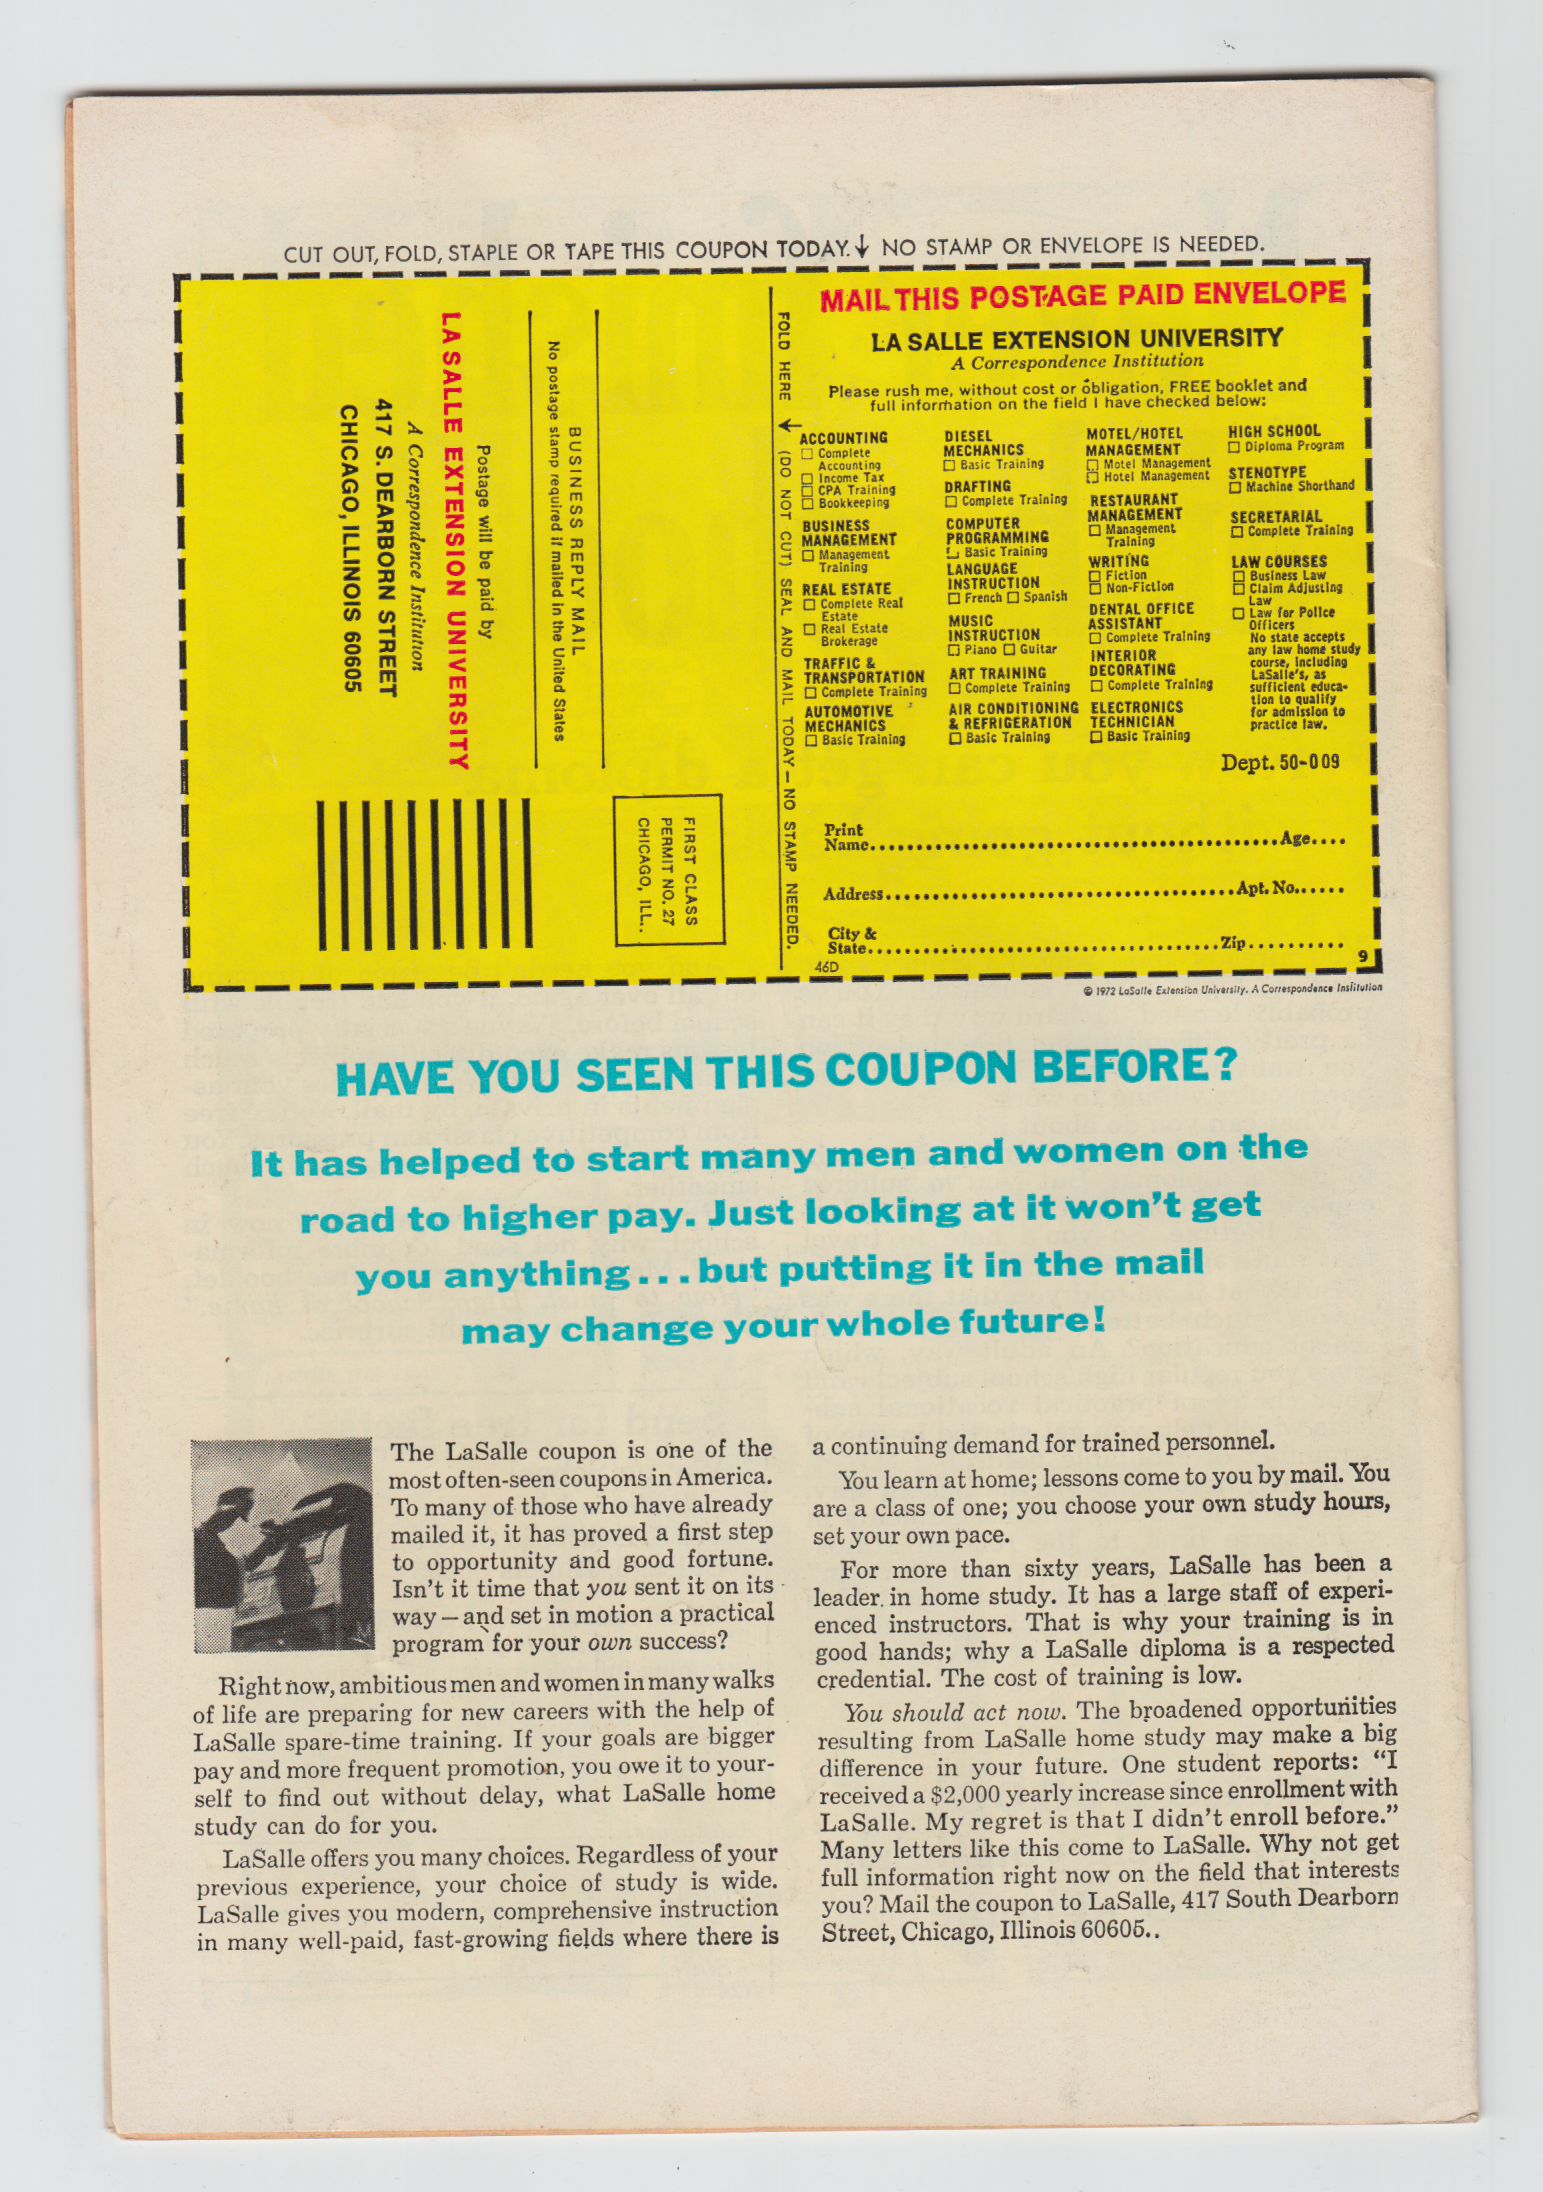 CUT OUT, FOLD, STAPLE OR TAPE THIS COUPON TODAY. NO STAMP OR ENVELOPE IS NEEDED.
No postage stamp required if mailed in the United States
BUSINESS REPLY MAIL
Postage will be paid by
LA SALLE EXTENSION UNIVERSITY
A Correspondence Institution
417 S. DEARBORN STREET
CHICAGO, ILLINOIS 60605
FIRST CLASS
PERMIT NO. 27
CHICAGO, ILL..
FOLD HERE (DO NOT CUT) SEAL AND MAIL TODAY — NO STAMP NEEDED.
MAIL THIS POSTAGE PAID ENVELOPE
LA SALLE EXTENSION UNIVERSITY
A Correspondence Institution
Please rush me, without cost or obligation, FREE booklet and
full information on the field I have checked below:
ACCOUNTING
Complete
Accounting
Income Tax
CPA Training
Bookkeeping
BUSINESS
MANAGEMENT
Management
Training
REAL ESTATE
Complete Real
Estate
Real Estate
Brokerage
TRAFFIC &
TRANSPORTATION
Complete Training
AUTOMOTIVE
MECHANICS
Basic Training
DIESEL
MECHANICS
Basic Training
DRAFTING
Complete Training
COMPUTER
PROGRAMMING
Basic Training
LANGUAGE
INSTRUCTION
French Spanish
MUSIC
INSTRUCTION
Piano Guitar
ART TRAINING
Complete Training
AIR CONDITIONING
& REFRIGERATION
Basic Training
MOTEL/HOTEL
MANAGEMENT
Motel Management
Hotel Management
RESTAURANT
MANAGEMENT
Management
Training
WRITING
Fiction
Non-Fiction
DENTAL OFFICE
ASSISTANT
Complete Training
INTERIOR
DECORATING
Complete Training
ELECTRONICS
TECHNICIAN
Basic Training
HIGH SCHOOL
Diploma Program
STENOTYPE
Machine Shorthand
SECRETARIAL
Complete Training
LAW COURSES
Business Law
Claim Adjusting
Law
Law for Police
Officers
No state accepts
any law home study
course, including
LaSalle's, as
sufficient educa-
tion to qualify
for admission to
practice law.
Dept. 50-009
Print
Name.....Age....
Address.....Apt. No......
City &
State.....Zip..........
46D
9
© 1972 LaSalle Extension University. A Correspondence Institution
HAVE YOU SEEN THIS COUPON BEFORE?
It has helped to start many men and women on the
road to higher pay. Just looking at it won't get
you anything...but putting it in the mail
may change your whole future!
The LaSalle coupon is one of the
most often-seen coupons in America.
To many of those who have already
mailed it, it has proved a first step
to opportunity and good fortune.
Isn't it time that you sent it on its
way — and set in motion a practical
program for your own success?
Right now, ambitious men and women in many walks
of life are preparing for new careers with the help of
LaSalle spare-time training. If your goals are bigger
pay and more frequent promotion, you owe it to your-
self to find out without delay, what LaSalle home
study can do for you.
LaSalle offers you many choices. Regardless of your
previous experience, your choice of study is wide.
LaSalle gives you modern, comprehensive instruction
in many well-paid, fast-growing fields where there is
a continuing demand for trained personnel.
You learn at home; lessons come to you by mail. You
are a class of one; you choose your own study hours,
set your own pace.
For more than sixty years, LaSalle has been a
leader in home study. It has a large staff of experi-
enced instructors. That is why your training is in
good hands; why a LaSalle diploma is a respected
credential. The cost of training is low.
You should act now. The broadened opportunities
resulting from LaSalle home study may make a big
difference in your future. One student reports: "I
received a $2,000 yearly increase since enrollment with
LaSalle. My regret is that I didn't enroll before."
Many letters like this come to LaSalle. Why not get
full information right now on the field that interests
you? Mail the coupon to LaSalle, 417 South Dearborn
Street, Chicago, Illinois 60605..